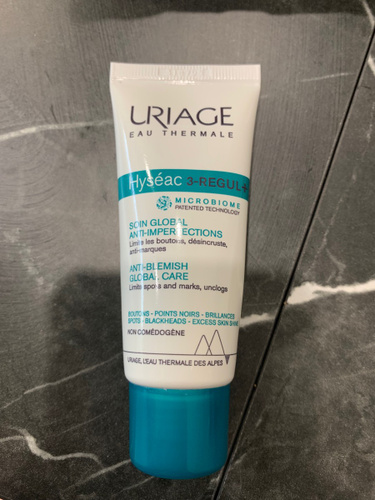 URIAGE
EAU THERMALE
Hyséac 3-REGUL+
MICROBIOME
PATENTED TECHNOLOGY
SOIN GLOBAL
ANTI-IMPERFECTIONS
Limite les boutons, désincruste,
anti-marques
ANTI-BLEMISH
GLOBAL CARE
Limits spots and marks, unclogs
BOUTONS - POINTS NOIRS - BRILLANCES
SPOTS - BLACKHEADS - EXCESS SKIN SHINE
NON COMÉDOGÈNE
URIAGE, L'EAU THERMALE DES ALPES